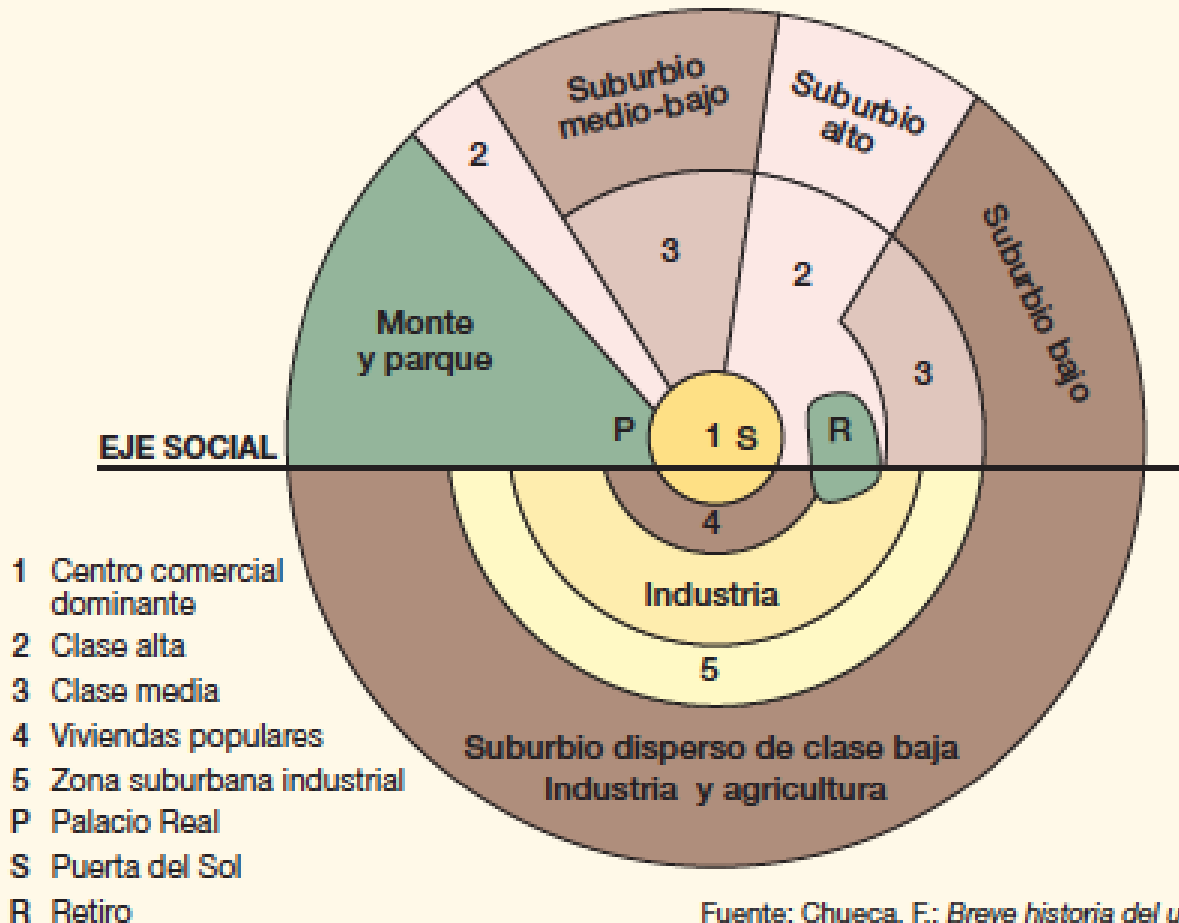 Suburbio
medio-bajo
Suburbio
alto
2
3
2
Suburbio bajo
Monte
y parque
3
P
1 S
R
EJE SOCIAL
4
Industria
5
Suburbio disperso de clase baja
Industria y agricultura
1 Centro comercial
dominante
2 Clase alta
3 Clase media
4 Viviendas populares
5 Zona suburbana industrial
P Palacio Real
S Puerta del Sol
R Retiro
Fuente: Chueca, F.: Breve historia del